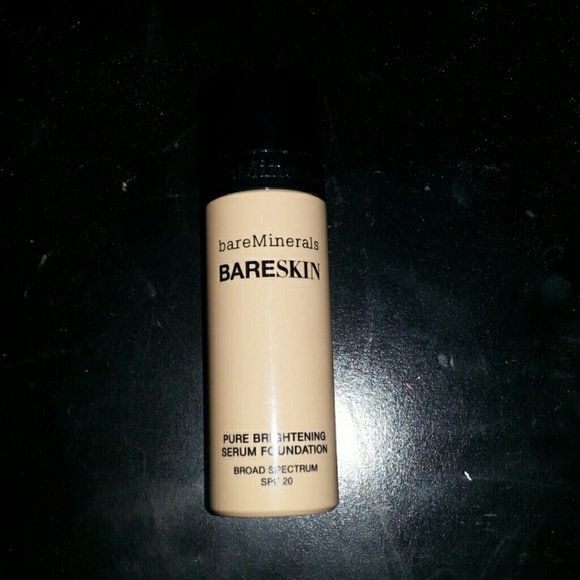 bareMinerals
BARESKIN
PURE BRIGHTENING
SERUM FOUNDATION
BROAD SPECTRUM
SPF 20